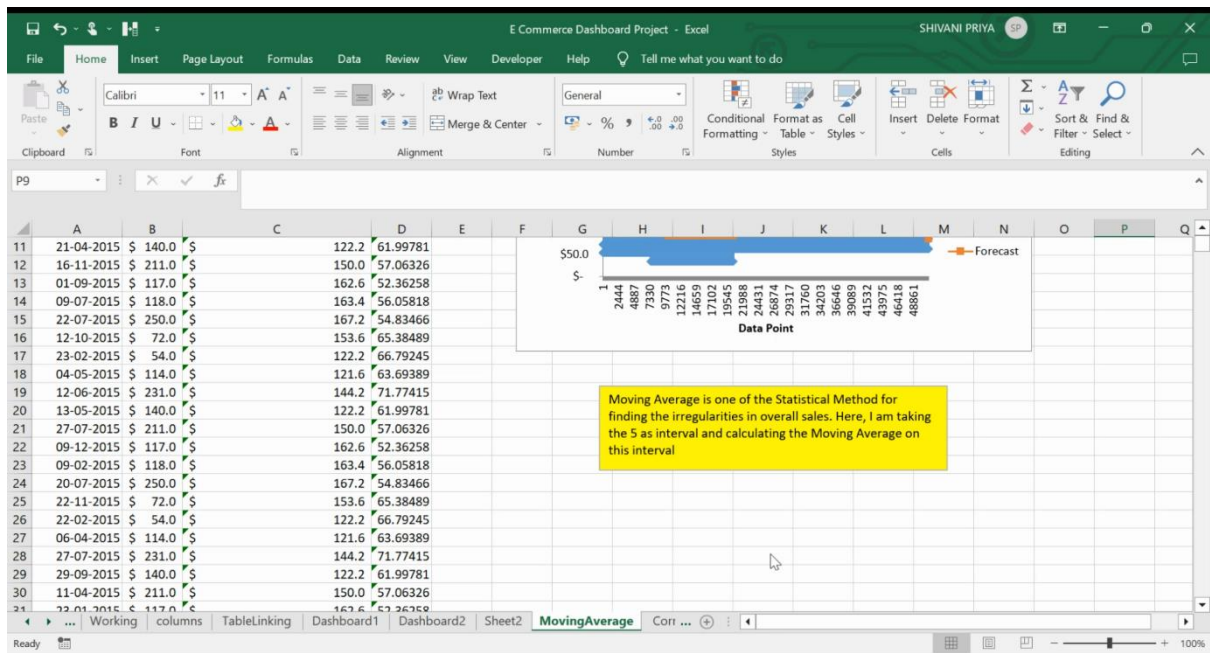 E Commerce Dashboard Project - Excel
SHIVANI PRIYA SP
File Home Insert Page Layout Formulas Data Review View Developer Help Tell me what you want to do
Paste
Calibri 11 A A
B I U A
Wrap Text
Merge & Center
General
$ % , .00 .0
Conditional Formatting
Format as Table
Cell Styles
Insert Delete Format
Sort & Filter
Find & Select
Clipboard Font Alignment Number Styles Cells Editing
P9 fx
A B C D E F G H I J K L M N O P Q
11 21-04-2015 $ 140.0 $ 122.2 61.99781
12 16-11-2015 $ 211.0 $ 150.0 57.06326
13 01-09-2015 $ 117.0 $ 162.6 52.36258
14 09-07-2015 $ 118.0 $ 163.4 56.05818
15 22-07-2015 $ 250.0 $ 167.2 54.83466
16 12-10-2015 $ 72.0 $ 153.6 65.38489
17 23-02-2015 $ 54.0 $ 122.2 66.79245
18 04-05-2015 $ 114.0 $ 121.6 63.69389
19 12-06-2015 $ 231.0 $ 144.2 71.77415
20 13-05-2015 $ 140.0 $ 122.2 61.99781
21 27-07-2015 $ 211.0 $ 150.0 57.06326
22 09-12-2015 $ 117.0 $ 162.6 52.36258
23 09-02-2015 $ 118.0 $ 163.4 56.05818
24 20-07-2015 $ 250.0 $ 167.2 54.83466
25 22-11-2015 $ 72.0 $ 153.6 65.38489
26 22-02-2015 $ 54.0 $ 122.2 66.79245
27 06-04-2015 $ 114.0 $ 121.6 63.69389
28 27-07-2015 $ 231.0 $ 144.2 71.77415
29 29-09-2015 $ 140.0 $ 122.2 61.99781
30 11-04-2015 $ 211.0 $ 150.0 57.06326
31 23-01-2015 $ 117.0 $ 162.6 52.36258
$50.0
$-
Forecast
1 2444 4887 7330 9773 12216 14659 17102 19545 21988 24431 26874 29317 31760 34203 36646 39089 41532 43975 46418 48861
Data Point
Moving Average is one of the Statistical Method for
finding the irregularities in overall sales. Here, I am taking
the 5 as interval and calculating the Moving Average on
this interval
... Working columns TableLinking Dashboard1 Dashboard2 Sheet2 MovingAverage Corr ...
Ready 100%